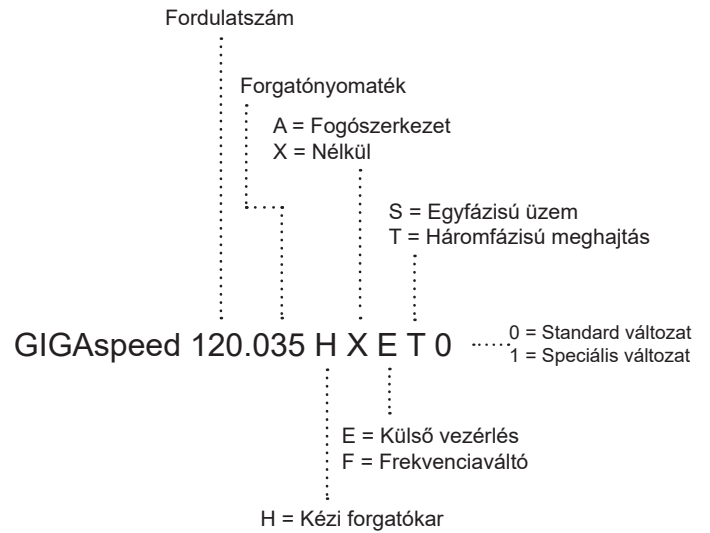 Fordulatszám
Forgatónyomaték
A = Fogószerkezet
X = Nélkül
S = Egyfázisú üzem
T = Háromfázisú meghajtás
GIGAspeed 120.035 H X E T 0
0 = Standard változat
1 = Speciális változat
E = Külső vezérlés
F = Frekvenciaváltó
H = Kézi forgatókar